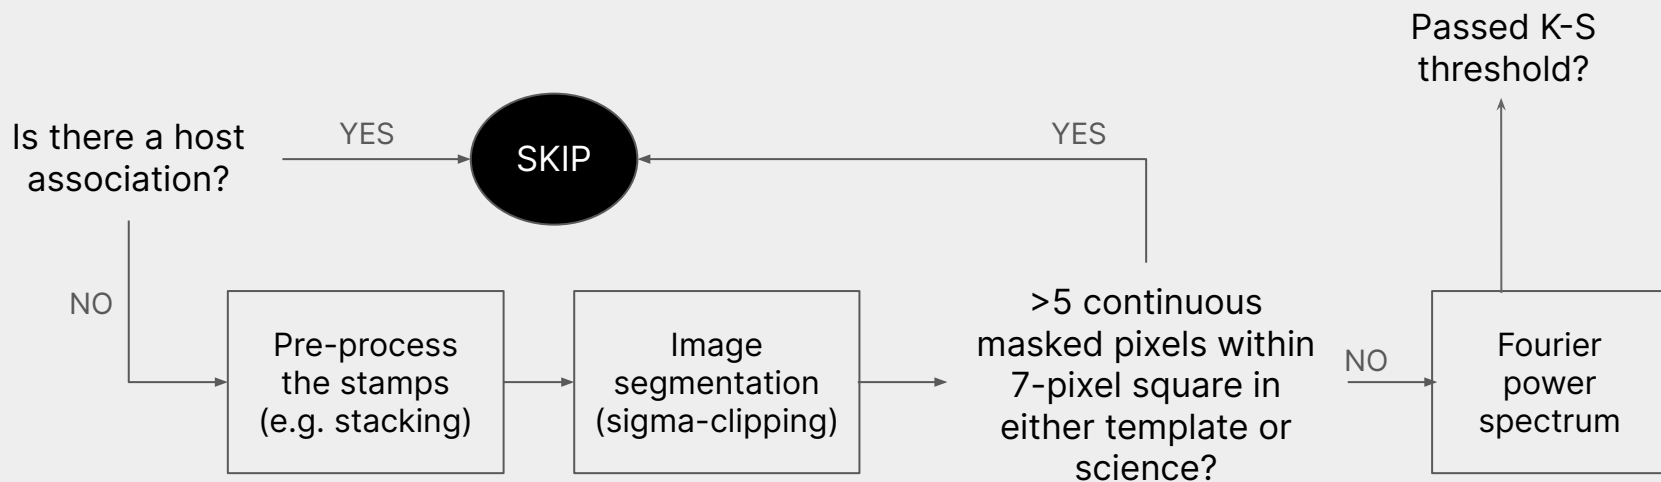 Is there a host
association?
YES
SKIP
YES
Passed K-S
threshold?
NO
Pre-process
the stamps
(e.g. stacking)
Image
segmentation
(sigma-clipping)
>5 continuous
masked pixels within
7-pixel square in
either template or
science?
NO
Fourier
power
spectrum